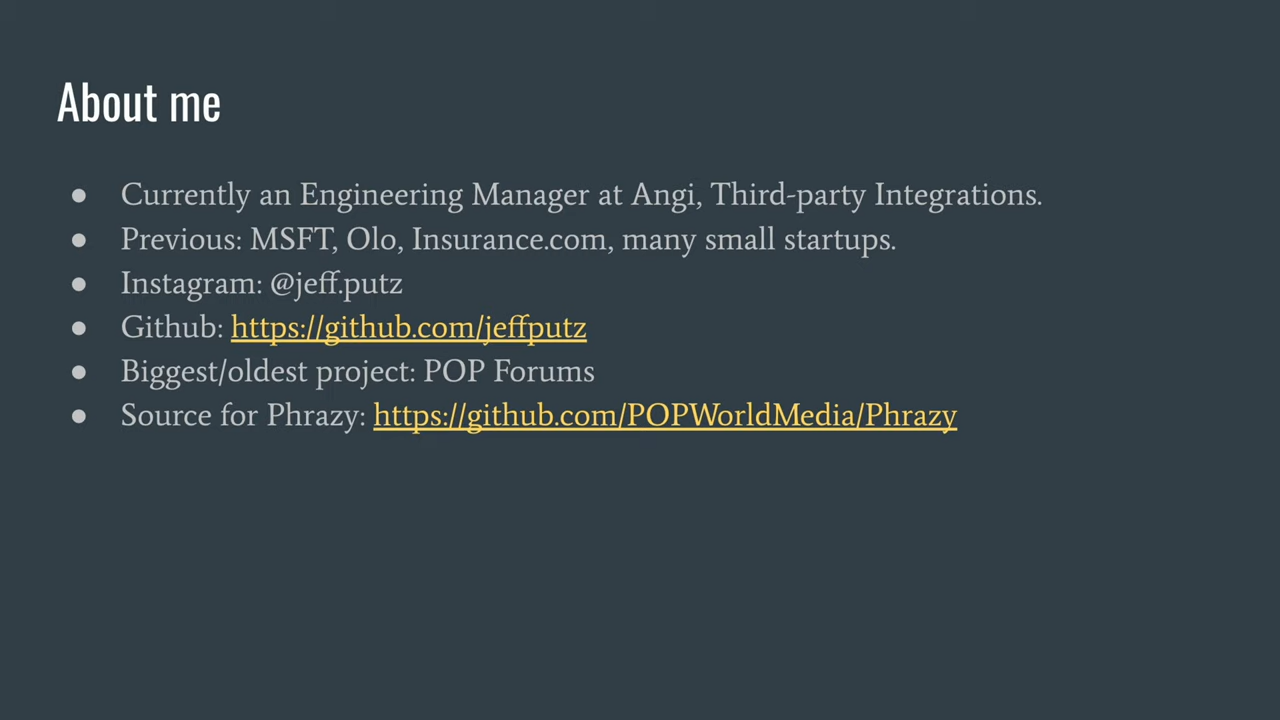 About me
● Currently an Engineering Manager at Angi, Third-party Integrations.
● Previous: MSFT, Olo, Insurance.com, many small startups.
● Instagram: @jeff.putz
● Github: https://github.com/jeffputz
● Biggest/oldest project: POP Forums
● Source for Phrazy: https://github.com/POPWorldMedia/Phrazy